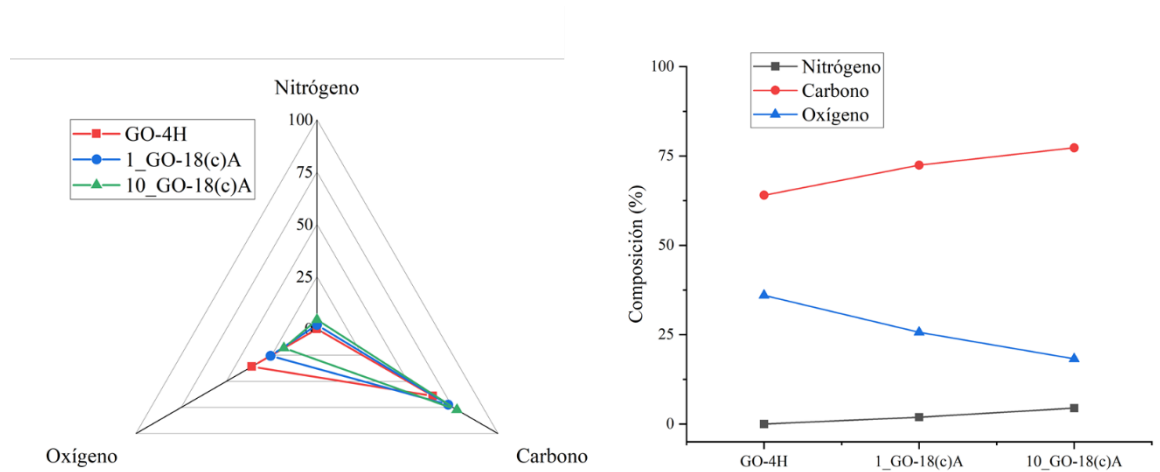 Nitrógeno
GO-4H
1_GO-18(c)A
10_GO-18(c)A
100
75
50
25
0
Oxígeno
Carbono
Nitrógeno
Carbono
Oxígeno
Composición (%)
100
75
50
25
0
GO-4H
1_GO-18(c)A
10_GO-18(c)A